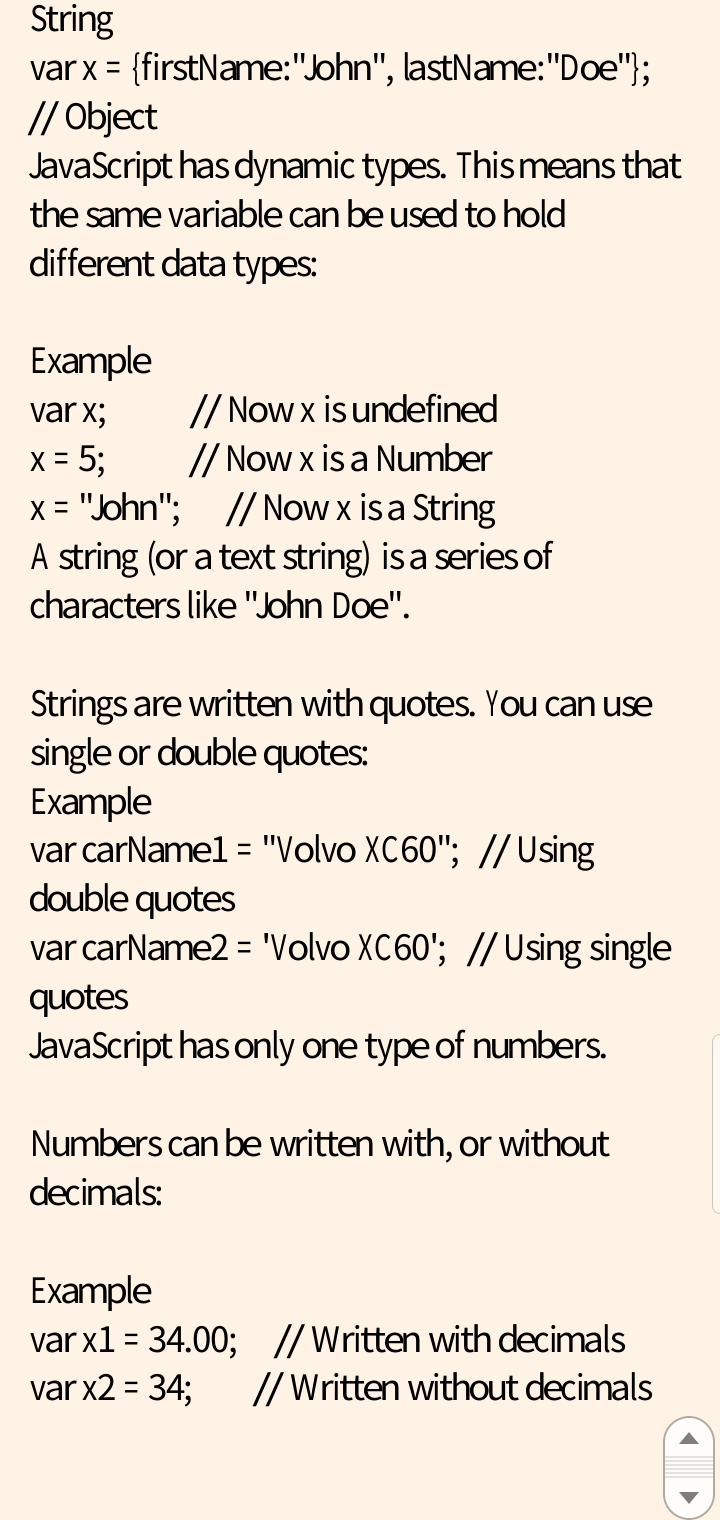 String
var x = {firstName:"John", lastName:"Doe"};
// Object
JavaScript has dynamic types. This means that
the same variable can be used to hold
different data types:
Example
var x;         // Now x is undefined
x = 5;         // Now x is a Number
x = "John";     // Now x is a String
A string (or a text string) is a series of
characters like "John Doe".
Strings are written with quotes. You can use
single or double quotes:
Example
var carName1 = "Volvo XC60";  // Using
double quotes
var carName2 = 'Volvo XC60';  // Using single
quotes
JavaScript has only one type of numbers.
Numbers can be written with, or without
decimals:
Example
var x1 = 34.00;    // Written with decimals
var x2 = 34;       // Written without decimals